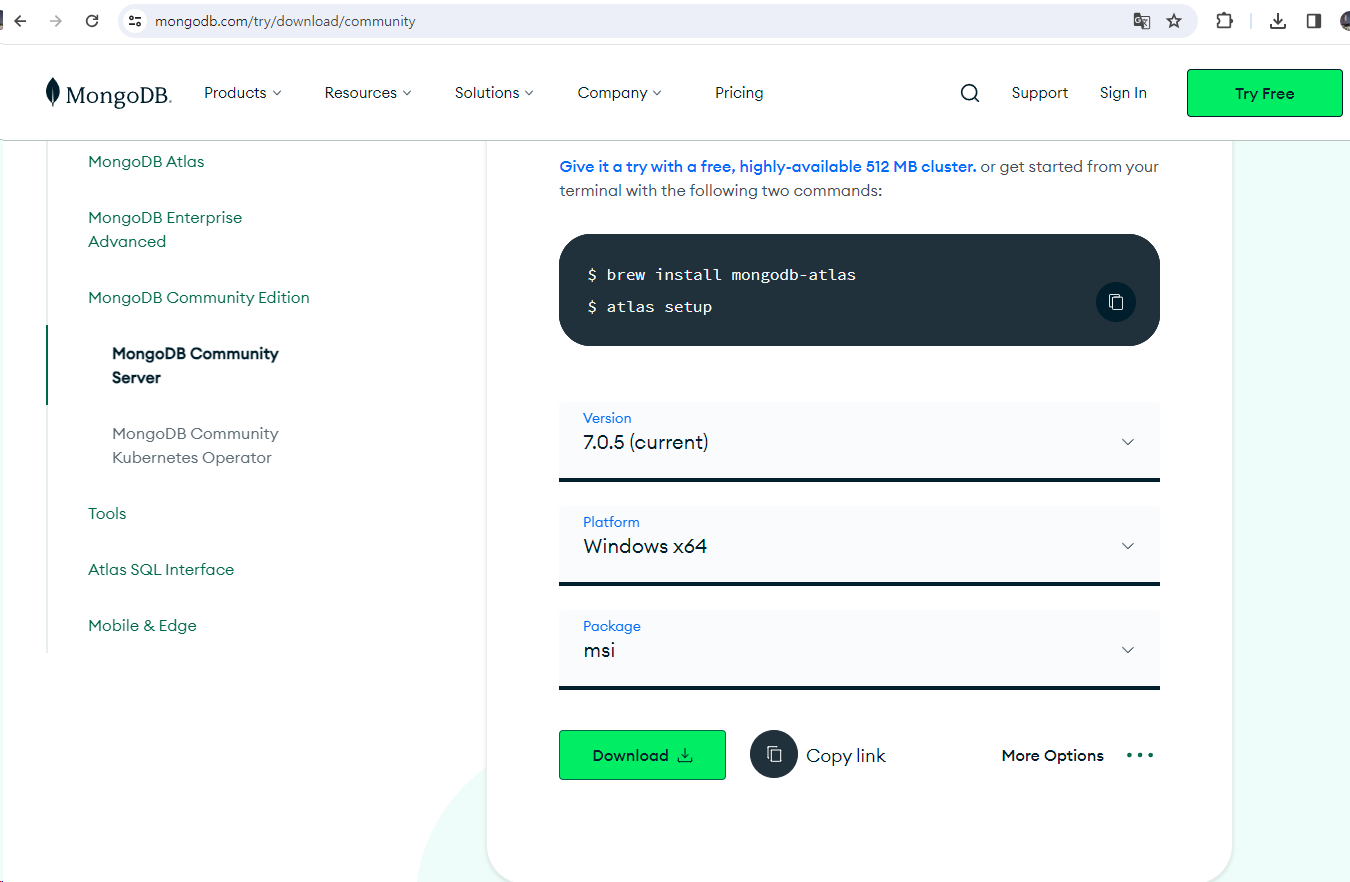 mongodb.com/try/download/community
MongoDB.
Products
Resources
Solutions
Company
Pricing
Support
Sign In
Try Free
MongoDB Atlas
MongoDB Enterprise
Advanced
MongoDB Community Edition
MongoDB Community
Server
MongoDB Community
Kubernetes Operator
Tools
Atlas SQL Interface
Mobile & Edge
Give it a try with a free, highly-available 512 MB cluster. or get started from your
terminal with the following two commands:
$ brew install mongodb-atlas
$ atlas setup
Version
7.0.5 (current)
Platform
Windows x64
Package
msi
Download
Copy link
More Options